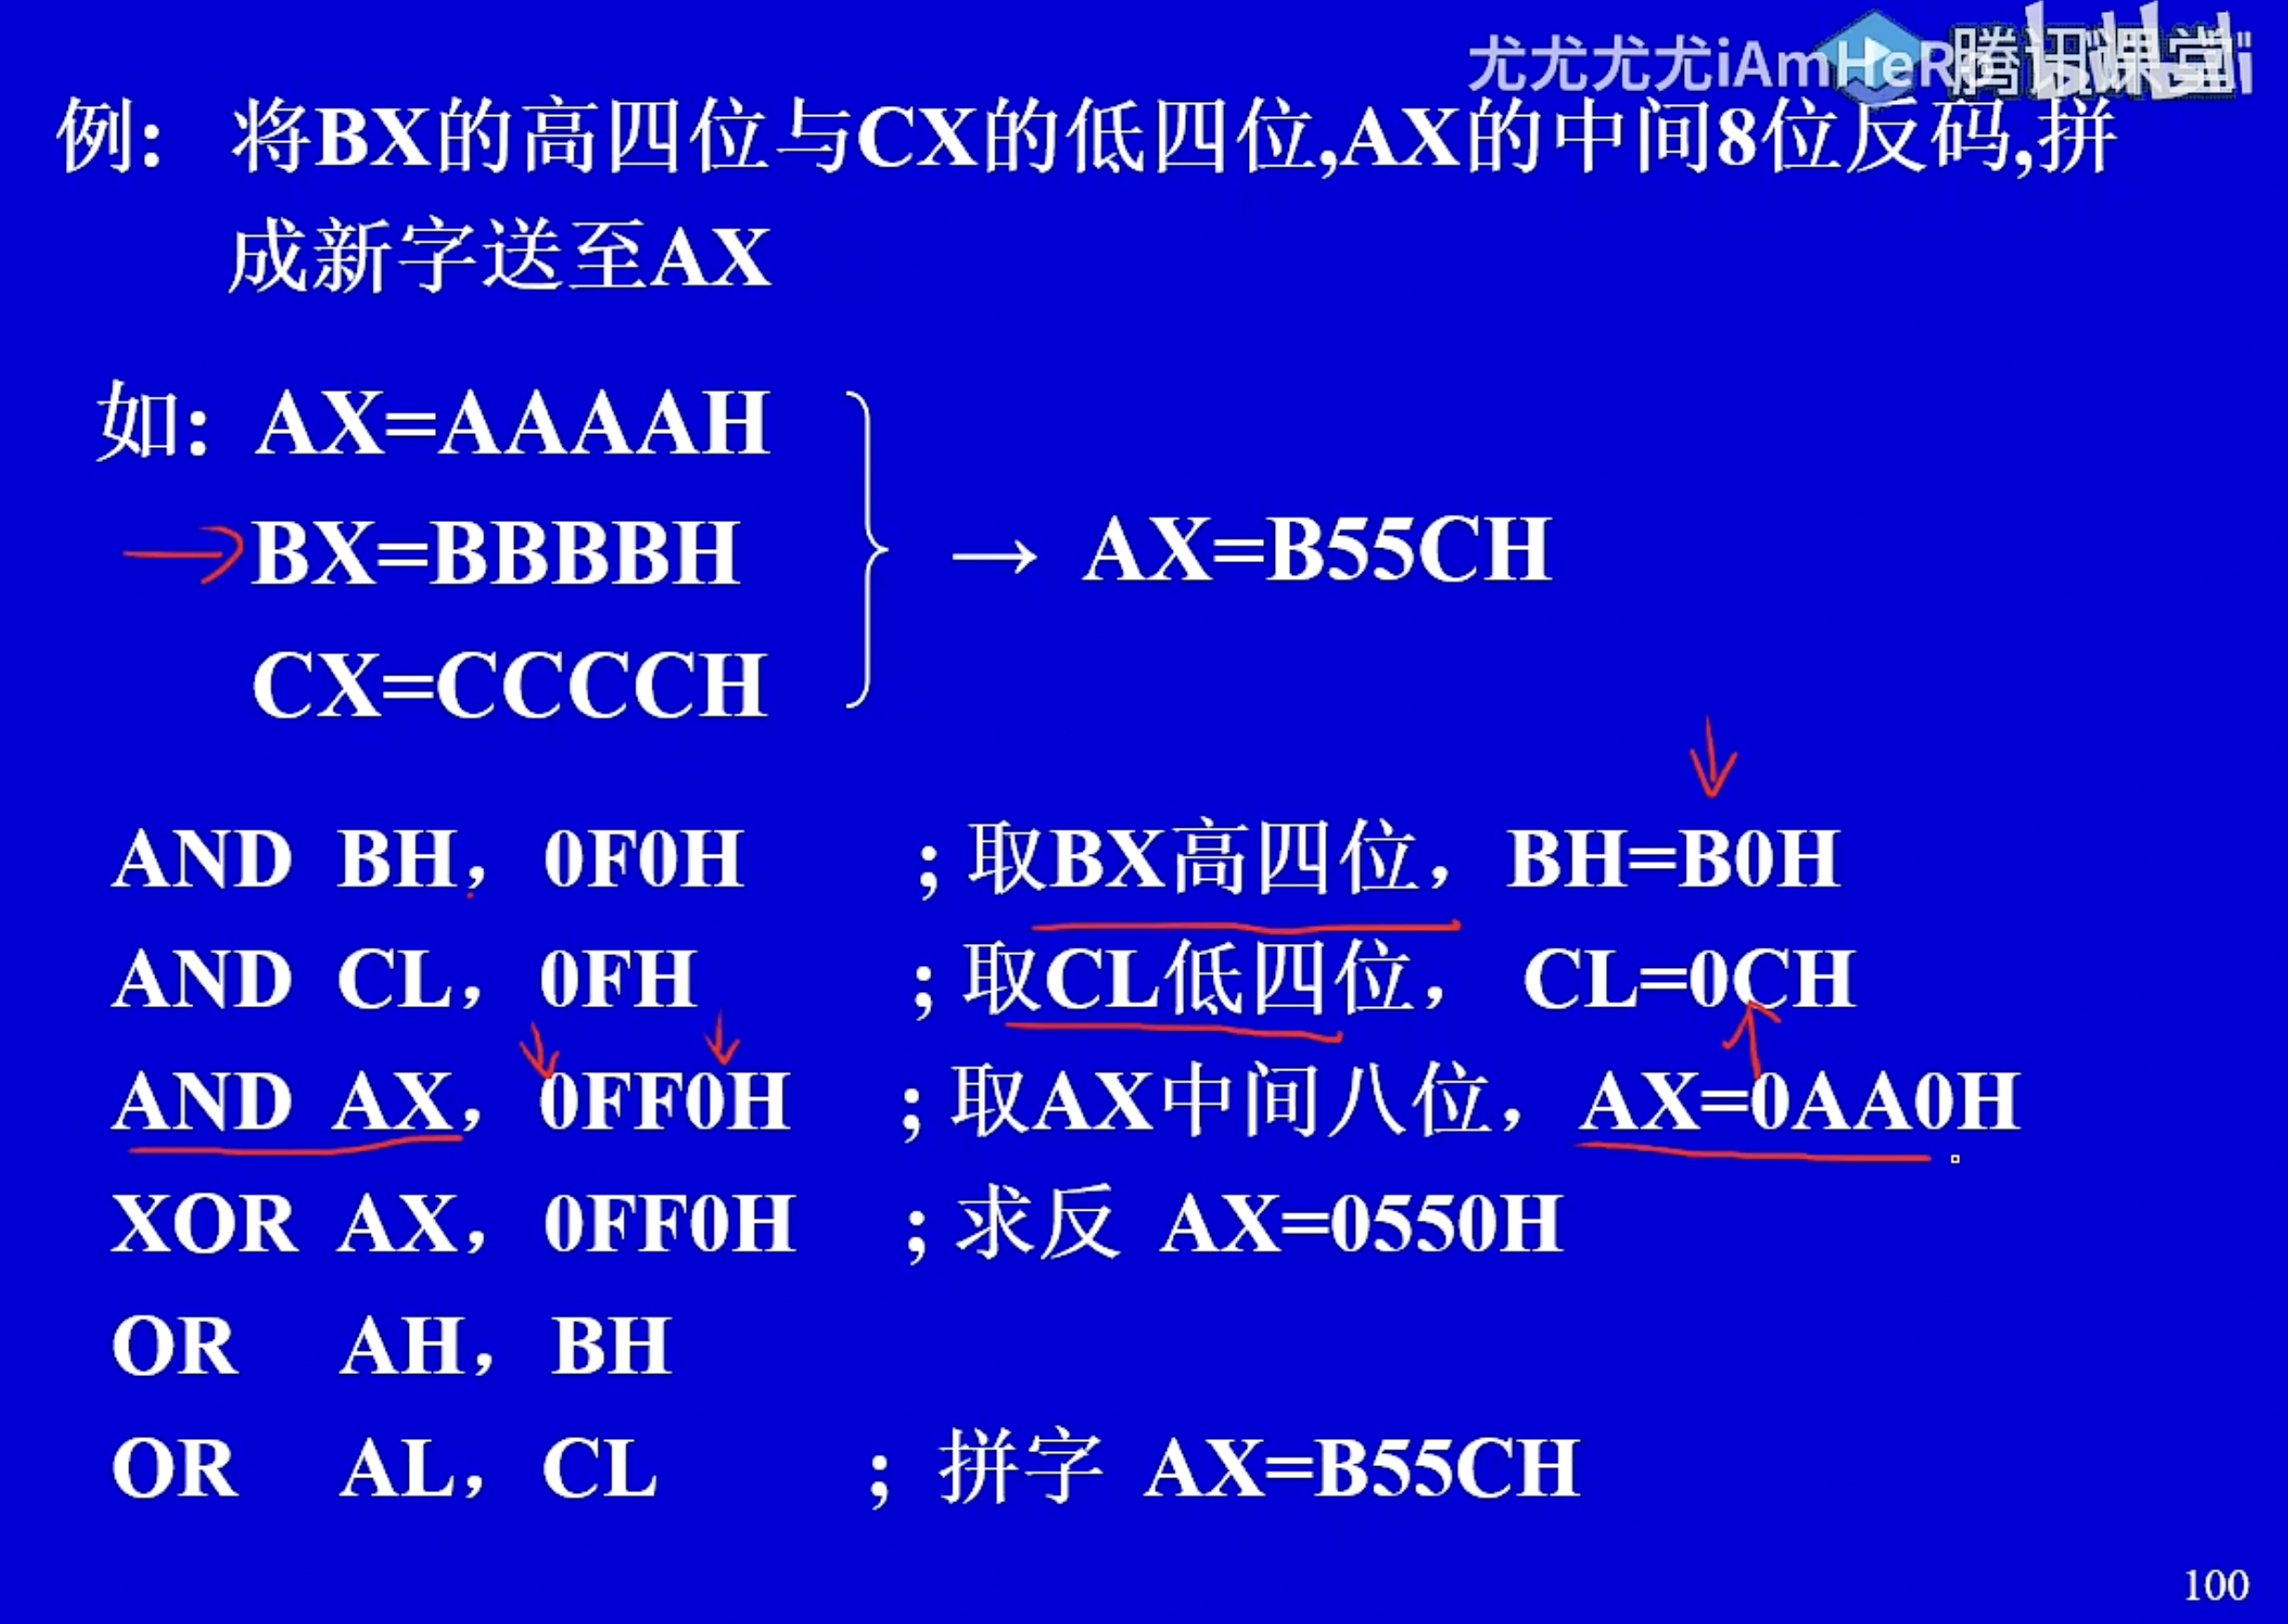 尤尤尤尤iAmHeR 腾讯课堂
例: 将BX的高四位与CX的低四位,AX的中间8位反码,拼
成新字送至AX
如: AX=AAAAH
BX=BBBBH → AX=B55CH
CX=CCCCH
AND BH, 0F0H ;取BX高四位, BH=B0H
AND CL, 0FH ;取CL低四位, CL=0CH
AND AX, 0FF0H ;取AX中间八位, AX=0AA0H
XOR AX, 0FF0H ;求反 AX=0550H
OR AH, BH
OR AL, CL ; 拼字 AX=B55CH
100